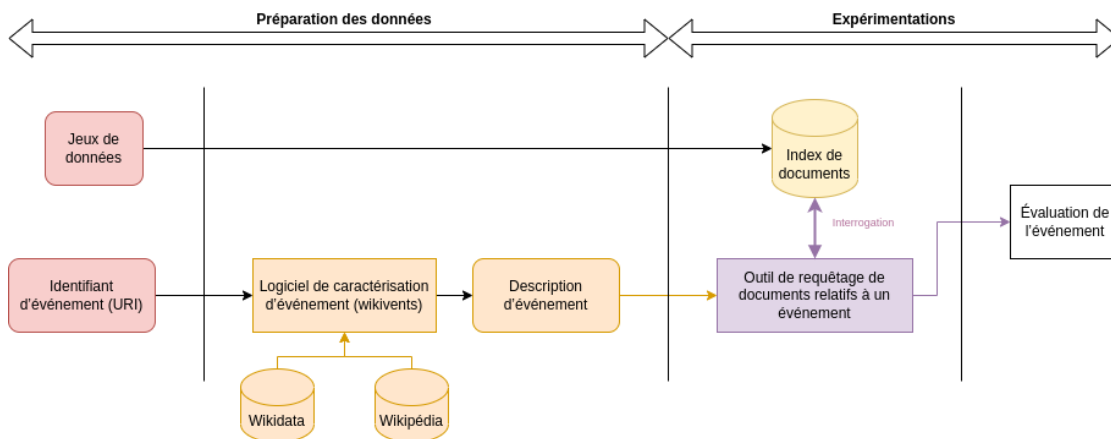 Préparation des données
Expérimentations
Jeux de
données
Index de
documents
Interrogation
Évaluation de
l'événement
Identifiant
d'événement (URI)
Logiciel de caractérisation
d'événement (wikivents)
Description
d'événement
Outil de requêtage de
documents relatifs à un
événement
Wikidata
Wikipédia